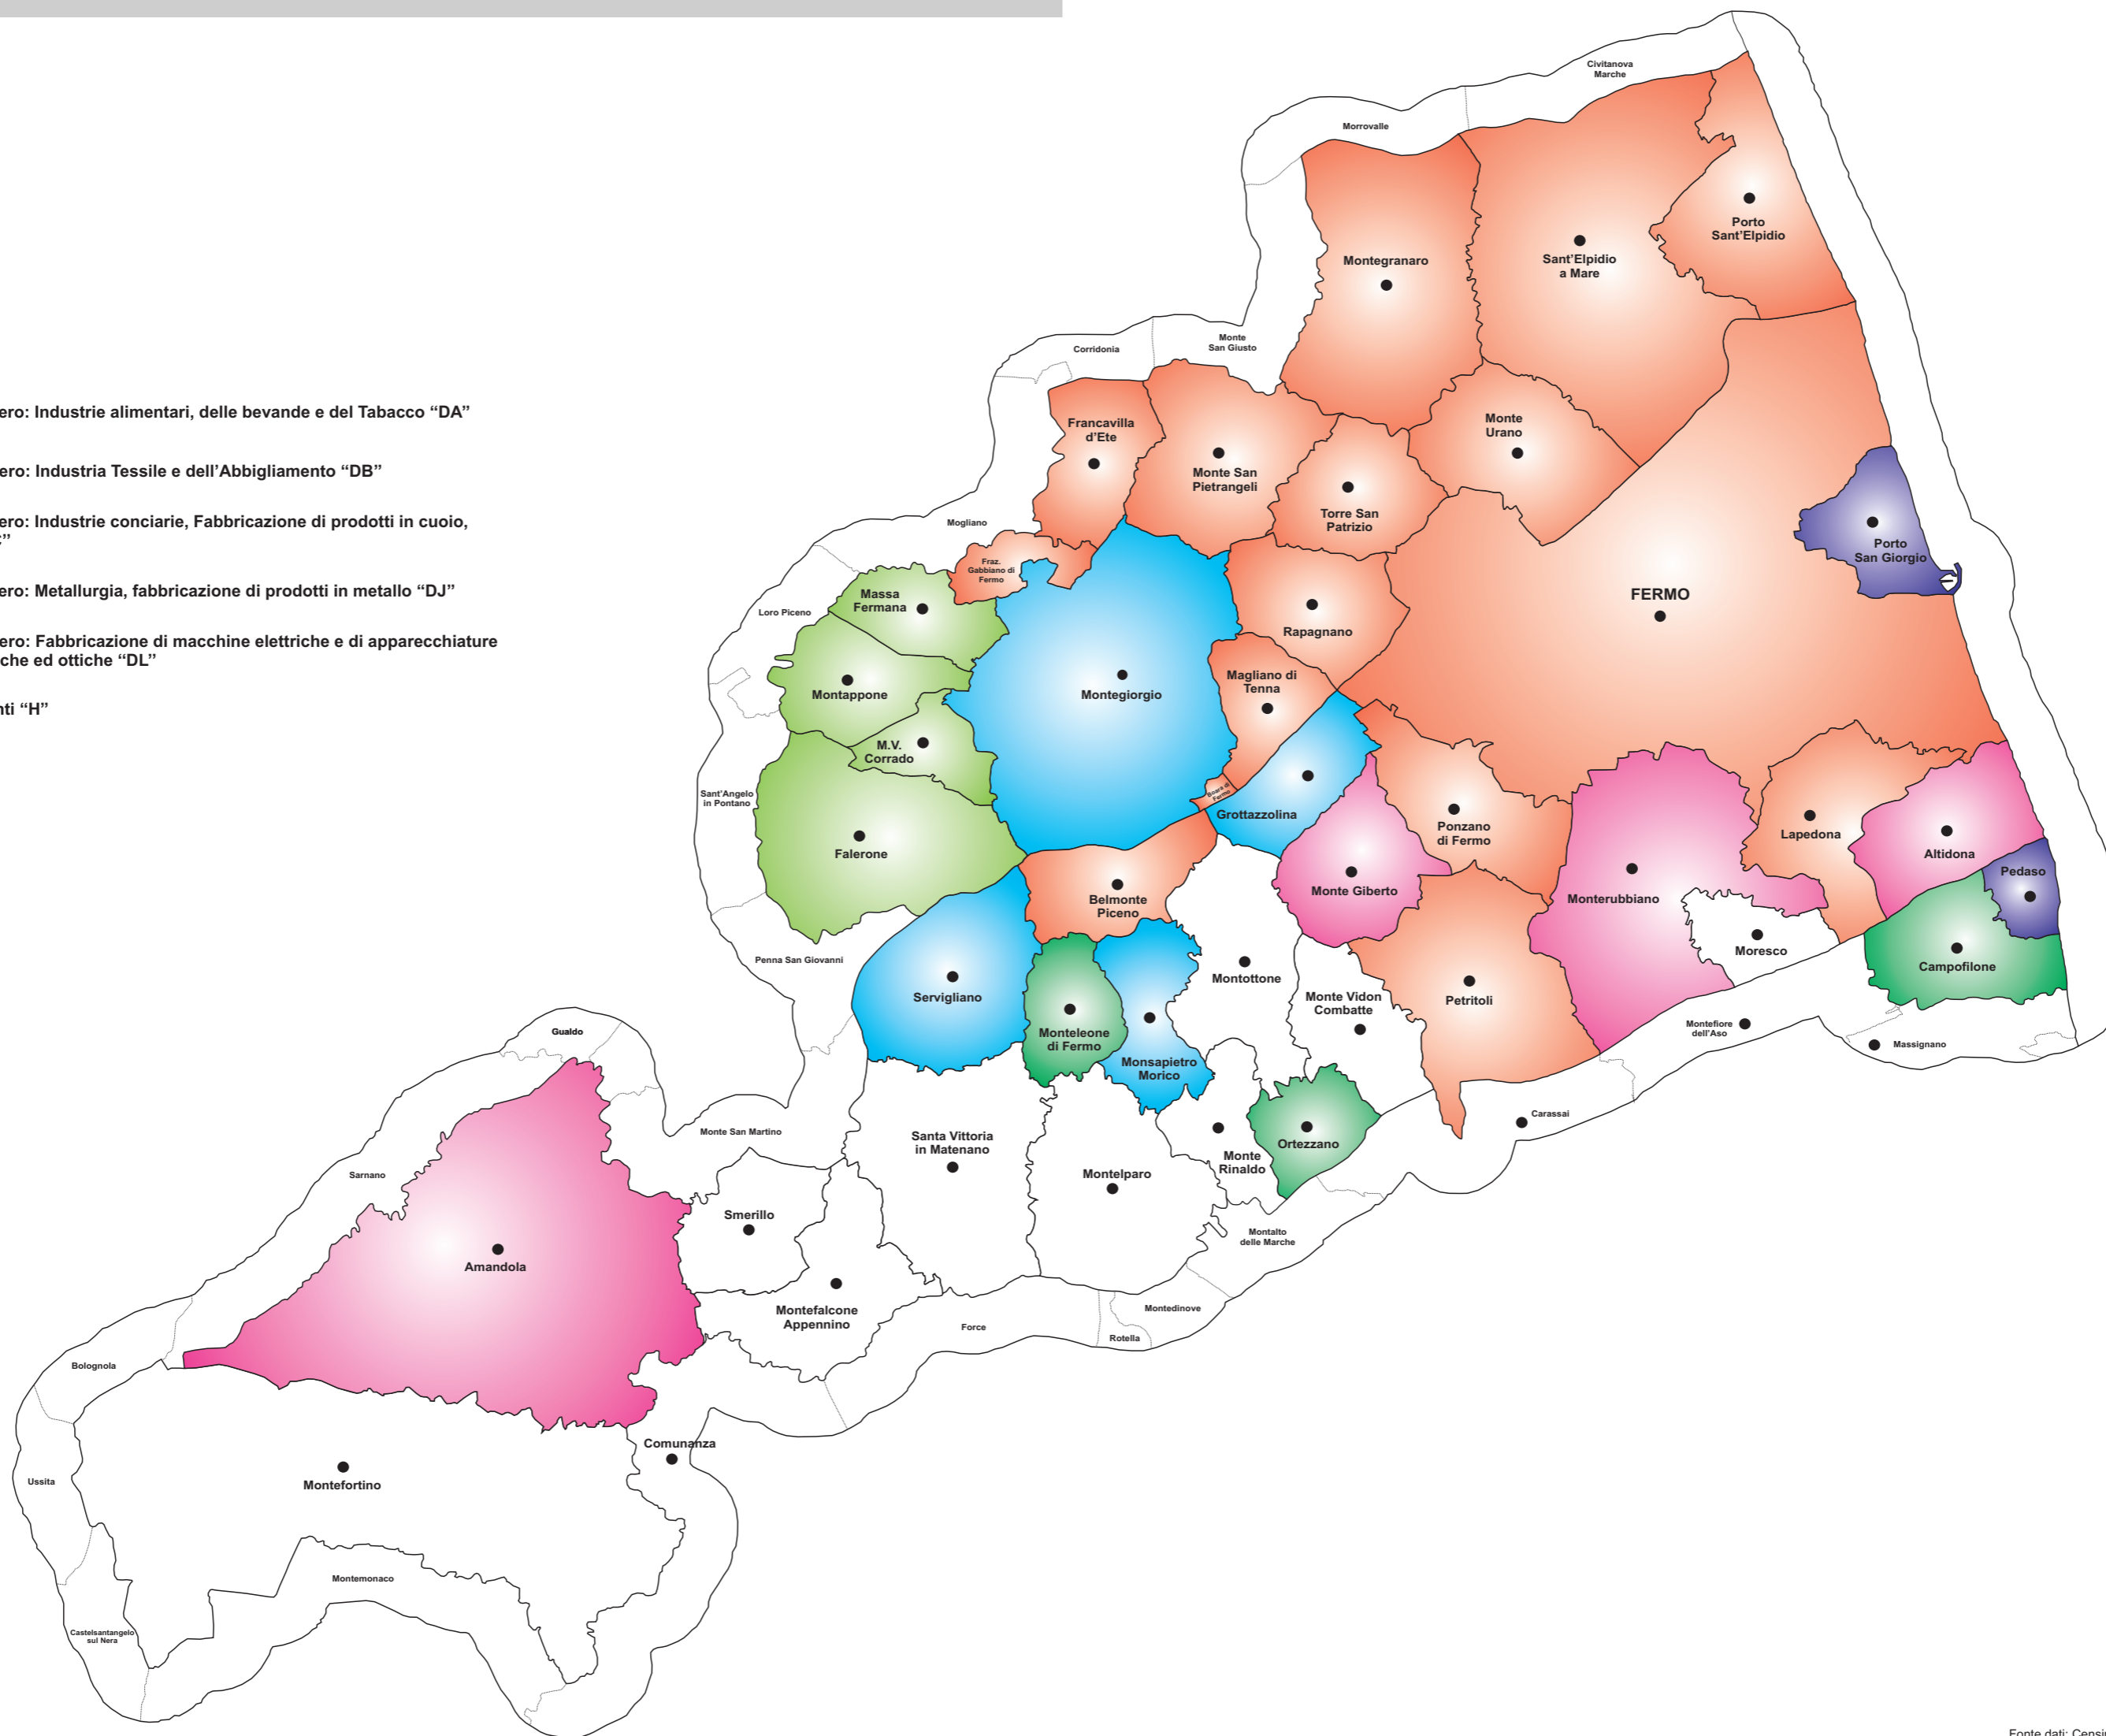 ero: Industrie alimentari, delle bevande e del Tabacco “DA”
ero: Industria Tessile e dell’Abbigliamento “DB”
ero: Industrie conciarie, Fabbricazione di prodotti in cuoio,
”
ero: Metallurgia, fabbricazione di prodotti in metallo “DJ”
ero: Fabbricazione di macchine elettriche e di apparecchiature
che ed ottiche “DL”
nti “H”
Civitanova
Marche
Morrovalle
Porto
Sant’Elpidio
Sant’Elpidio
a Mare
Montegranaro
Corridonia
Monte
San Giusto
Francavilla
d’Ete
Monte
Urano
Monte San
Pietrangeli
Torre San
Patrizio
Mogliano
Porto
San Giorgio
Fraz.
Gabbiano di
Fermo
Massa
Fermana
Loro Piceno
FERMO
Rapagnano
Magliano di
Tenna
Montappone
Montegiorgio
M.V.
Corrado
Sant’Angelo
in Pontano
Boara di
Fermo
Grottazzolina
Ponzano
di Fermo
Lapedona
Falerone
Altidona
Pedaso
Monte Giberto
Monterubbiano
Belmonte
Piceno
Moresco
Campofilone
Penna San Giovanni
Montottone
Servigliano
Monte Vidon
Combatte
Petritoli
Montefiore
dell’Aso
Massignano
Gualdo
Monteleone
di Fermo
Monsapietro
Morico
Carassai
Monte San Martino
Santa Vittoria
in Matenano
Ortezzano
Monte
Rinaldo
Sarnano
Montelparo
Smerillo
Montalto
delle Marche
Amandola
Montefalcone
Appennino
Montedinove
Force
Rotella
Bolognola
Comunanza
Ussita
Montefortino
Montemonaco
Castelsantangelo
sul Nera
Fonte dati: Censi